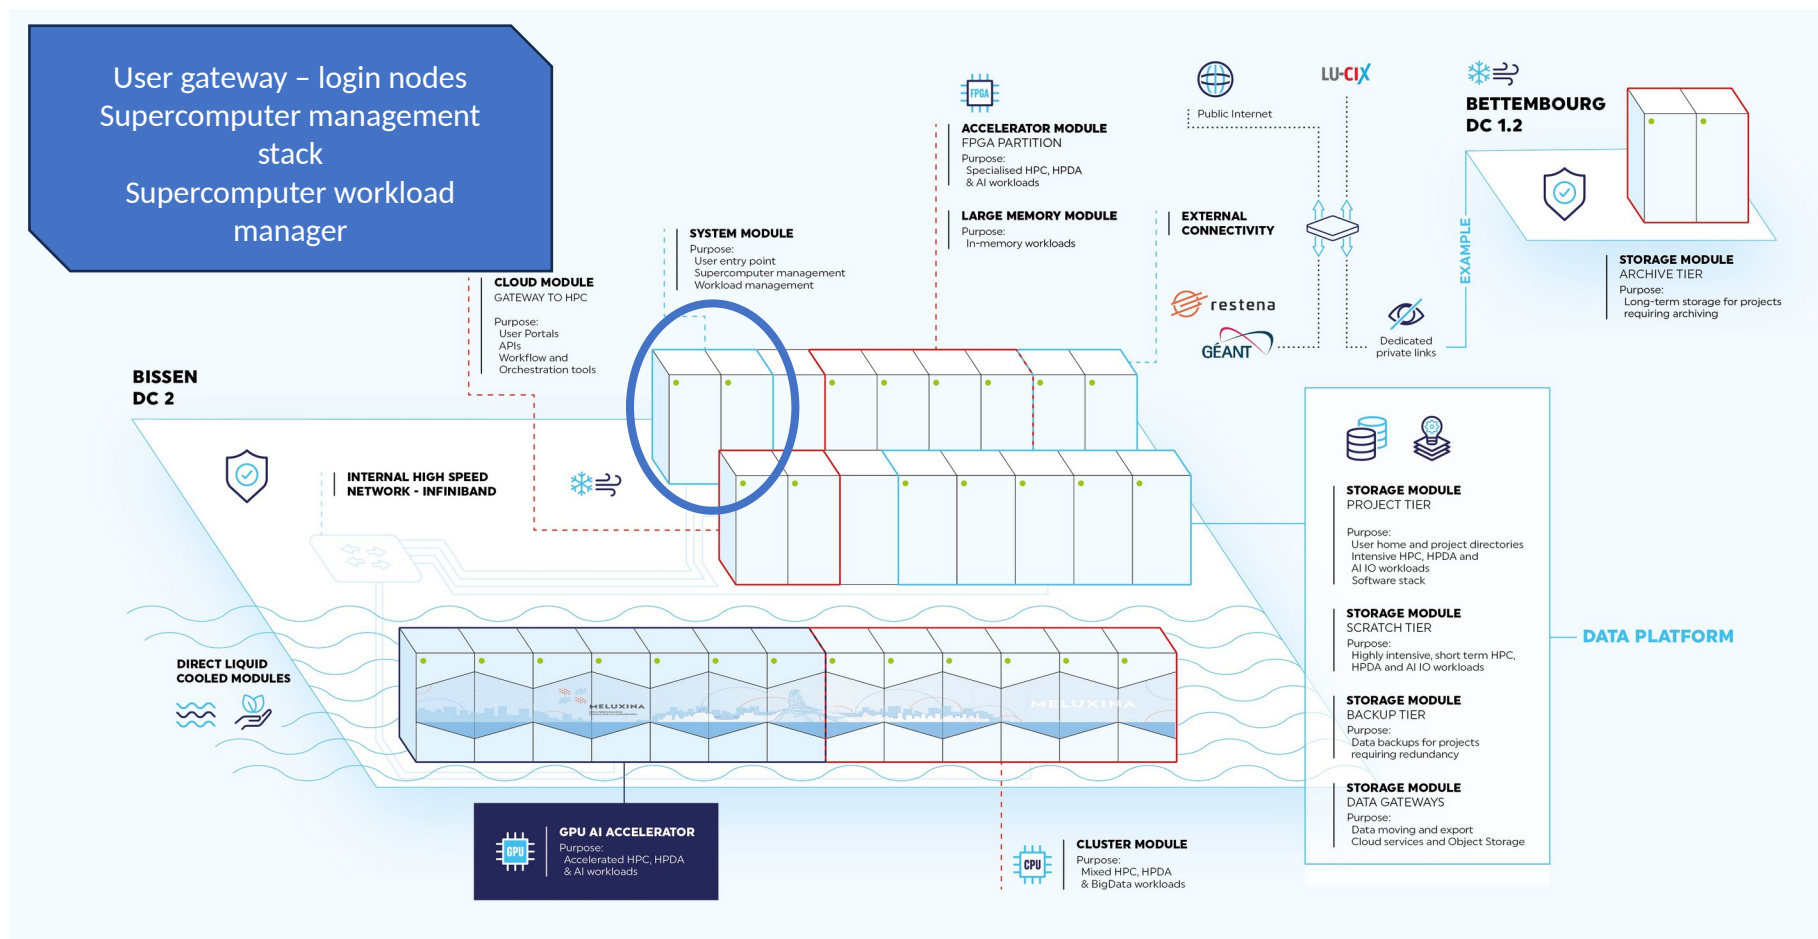 User gateway – login nodes
Supercomputer management
stack
Supercomputer workload
manager
CLOUD MODULE
GATEWAY TO HPC
Purpose:
User Portals
APIs
Workflow and
Orchestration tools
SYSTEM MODULE
Purpose:
User entry point
Supercomputer management
Workload management
FPGA
ACCELERATOR MODULE
FPGA PARTITION
Purpose:
Specialised HPC, HPDA
& AI workloads
LARGE MEMORY MODULE
Purpose:
In-memory workloads
EXTERNAL
CONNECTIVITY
Public Internet
LU-CIX
restena
GÉANT
Dedicated
private links
EXAMPLE
BETTEMBOURG
DC 1.2
STORAGE MODULE
ARCHIVE TIER
Purpose:
Long-term storage for projects
requiring archiving
BISSEN
DC 2
INTERNAL HIGH SPEED
NETWORK - INFINIBAND
DIRECT LIQUID
COOLED MODULES
MELUXINA
MELUXINA
GPU
GPU AI ACCELERATOR
Purpose:
Accelerated HPC, HPDA
& AI workloads
CPU
CLUSTER MODULE
Purpose:
Mixed HPC, HPDA
& BigData workloads
STORAGE MODULE
PROJECT TIER
Purpose:
User home and project directories
Intensive HPC, HPDA and
AI IO workloads
Software stack
STORAGE MODULE
SCRATCH TIER
Purpose:
Highly intensive, short term HPC,
HPDA and AI IO workloads
STORAGE MODULE
BACKUP TIER
Purpose:
Data backups for projects
requiring redundancy
STORAGE MODULE
DATA GATEWAYS
Purpose:
Data moving and export
Cloud services and Object Storage
DATA PLATFORM